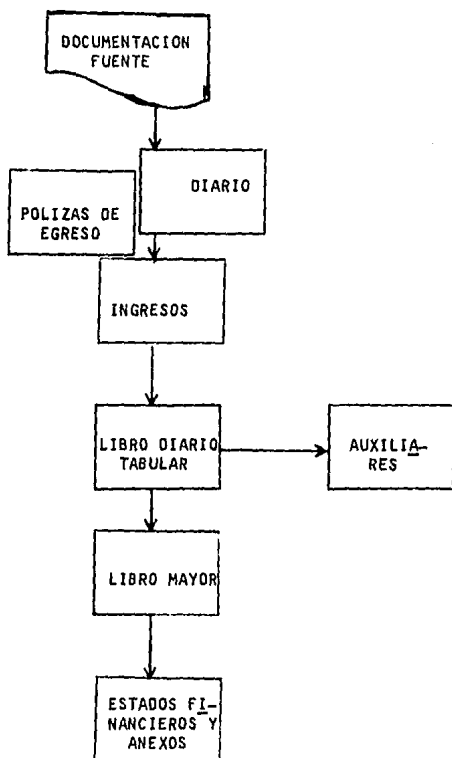 DOCUMENTACION
FUENTE
DIARIO
POLIZAS DE
EGRESO
INGRESOS
LIBRO DIARIO
TABULAR
AUXILIA-
RES
LIBRO MAYOR
ESTADOS FI-
NANCIEROS Y
ANEXOS